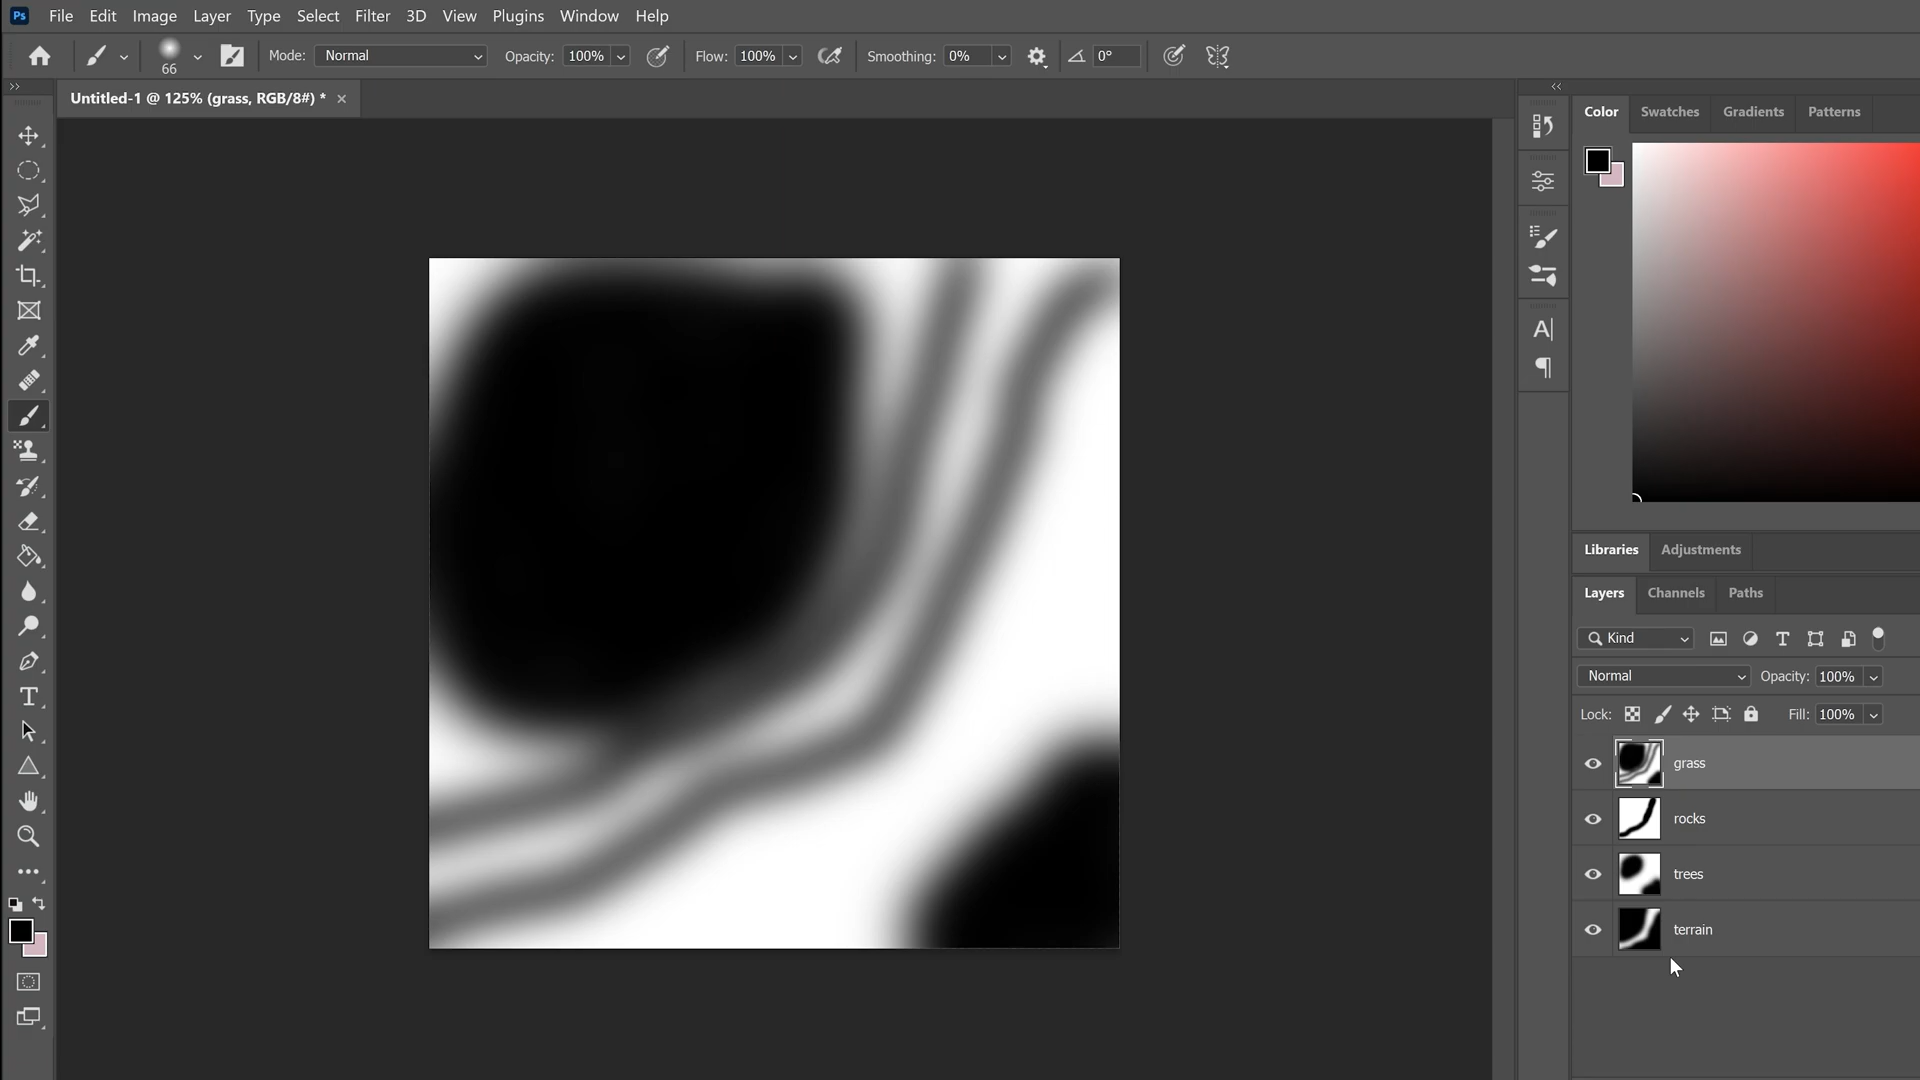 Ps File Edit Image Layer Type Select Filter 3D View Plugins Window Help
66 Mode: Normal Opacity: 100% Flow: 100% Smoothing: 0% 0°
Untitled-1 @ 125% (grass, RGB/8#) *
Color Swatches Gradients Patterns
Libraries Adjustments
Layers Channels Paths
Kind
Normal Opacity: 100%
Lock: Fill: 100%
grass
rocks
trees
terrain